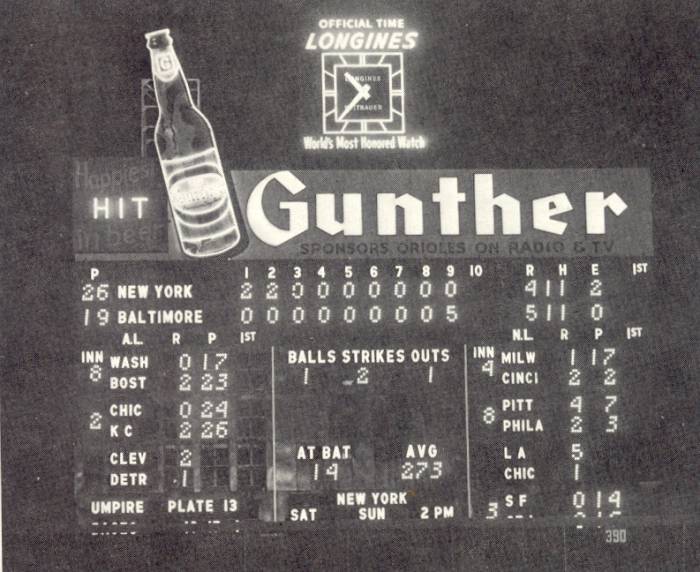 OFFICIAL TIME
LONGINES
LONGINES
WITTNAUER
World's Most Honored Watch
G
Happiest
HIT
in beer
Gunther
SPONSORS ORIOLES ON RADIO & TV
P 1 2 3 4 5 6 7 8 9 10 R H E 1ST
26 NEW YORK 2 2 0 0 0 0 0 0 0 4 11 2
19 BALTIMORE 0 0 0 0 0 0 0 0 5 5 11 0
A.L. R P 1ST
INN WASH 0 17
8 BOST 2 23
CHIC 0 24
2 K C 2 26
CLEV 2
DETR 1
UMPIRE PLATE 13
BALLS STRIKES OUTS
1 2 1
AT BAT AVG
14 273
NEW YORK
SAT SUN 2 PM
N.L. R P 1ST
INN MILW 1 17
4 CINCI 2 2
PITT 4 7
8 PHILA 2 3
L A 5
CHIC 1
S F 0 14
3
390